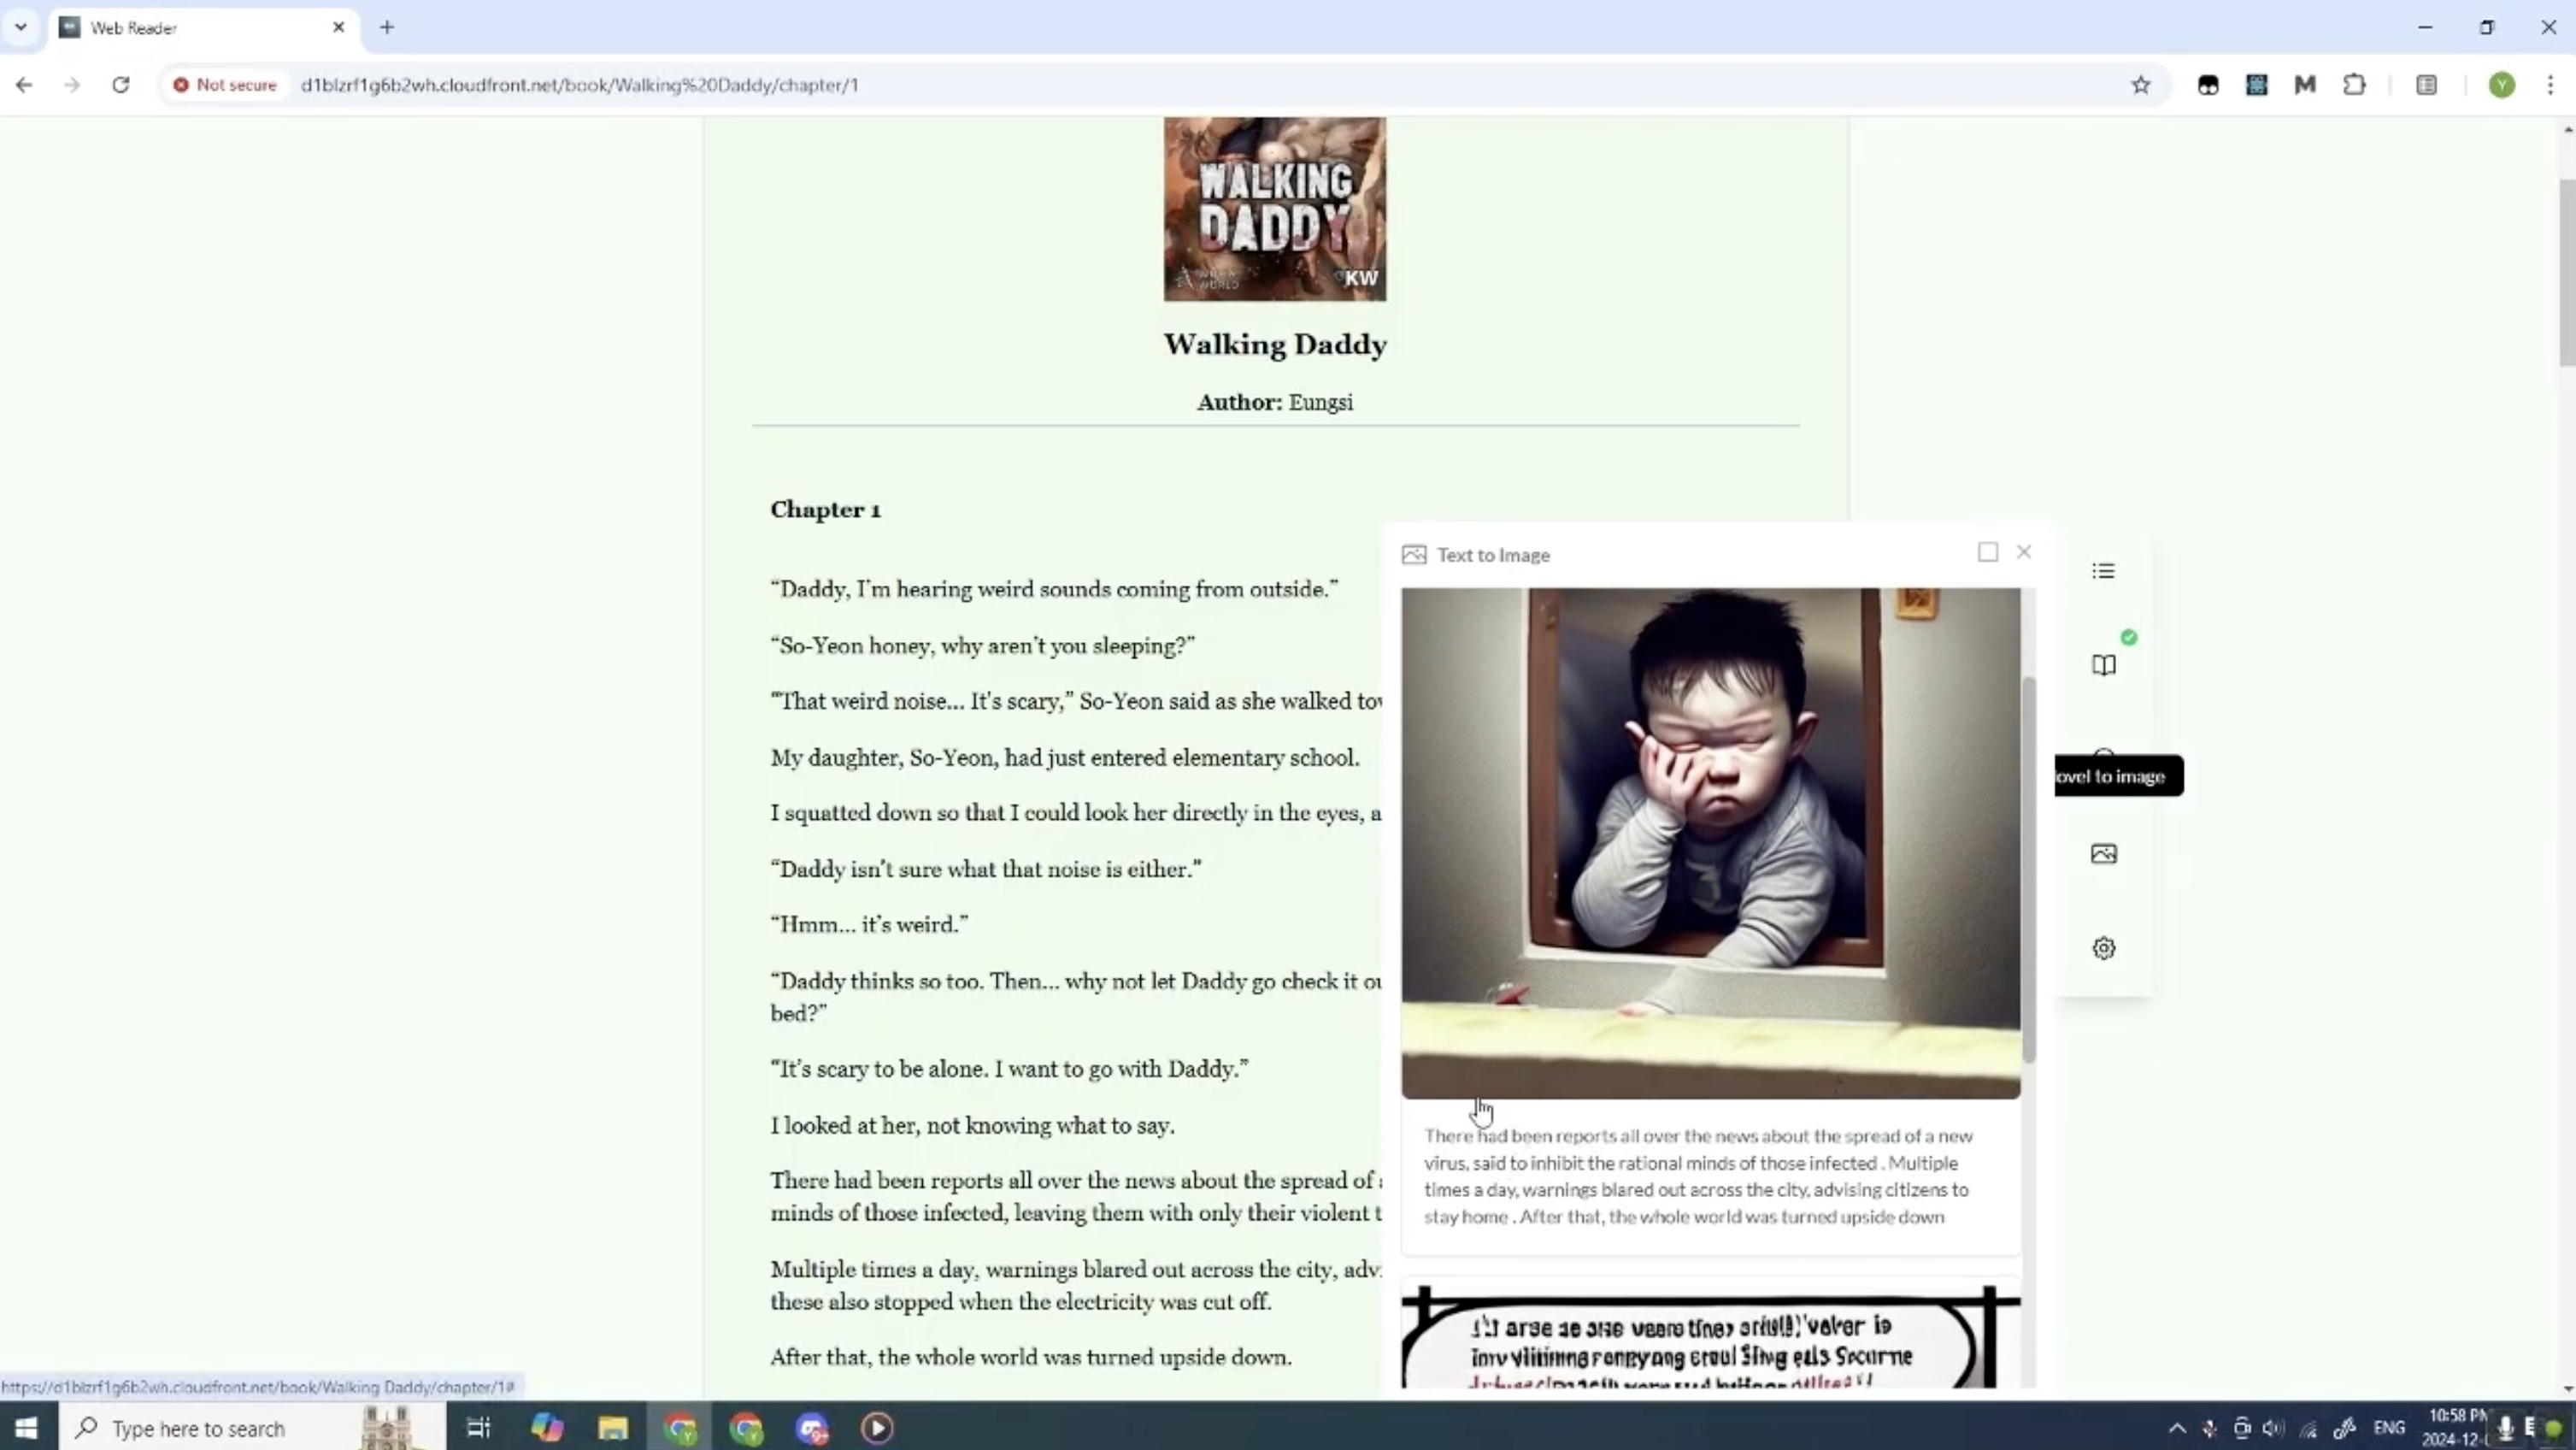 Web Reader
Not secure
d1blzrf1g6b2wh.cloudfront.net/book/Walking%20Daddy/chapter/1
WALKING
DADDY
WORLD
KW
Walking Daddy
Author: Eungsi
Chapter 1
“Daddy, I’m hearing weird sounds coming from outside.”
“So-Yeon honey, why aren’t you sleeping?”
“That weird noise... It's scary,” So-Yeon said as she walked
My daughter, So-Yeon, had just entered elementary school.
I squatted down so that I could look her directly in the eyes, a
“Daddy isn’t sure what that noise is either.”
“Hmm... it’s weird.”
“Daddy thinks so too. Then... why not let Daddy go check it
bed?”
“It’s scary to be alone. I want to go with Daddy.”
I looked at her, not knowing what to say.
There had been reports all over the news about the spread of
minds of those infected, leaving them with only their violent t
Multiple times a day, warnings blared out across the city, adv
these also stopped when the electricity was cut off.
After that, the whole world was turned upside down.
Text to Image
There had been reports all over the news about the spread of a new
virus, said to inhibit the rational minds of those infected . Multiple
times a day, warnings blared out across the city, advising citizens to
stay home . After that, the whole world was turned upside down
ovel to image
https://d1blzrf1g6b2wh.cloudfront.net/book/Walking Daddy/chapter/1#
Type here to search
ENG
10:58 PM
2024-12-